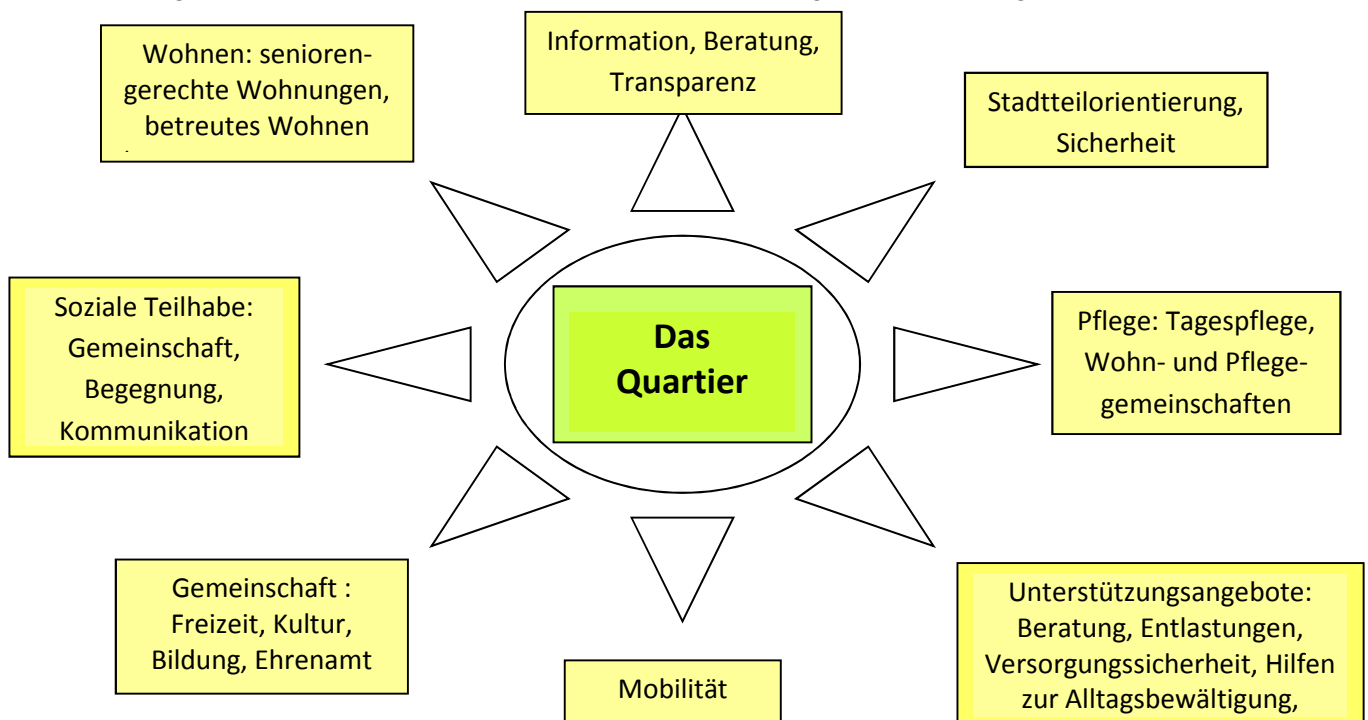 Wohnen: senioren-
gerechte Wohnungen,
betreutes Wohnen
Information, Beratung,
Transparenz
Stadtteilorientierung,
Sicherheit
Soziale Teilhabe:
Gemeinschaft,
Begegnung,
Kommunikation
Das
Quartier
Pflege: Tagespflege,
Wohn- und Pflege-
gemeinschaften
Gemeinschaft :
Freizeit, Kultur,
Bildung, Ehrenamt
Mobilität
Unterstützungsangebote:
Beratung, Entlastungen,
Versorgungssicherheit, Hilfen
zur Alltagsbewältigung,